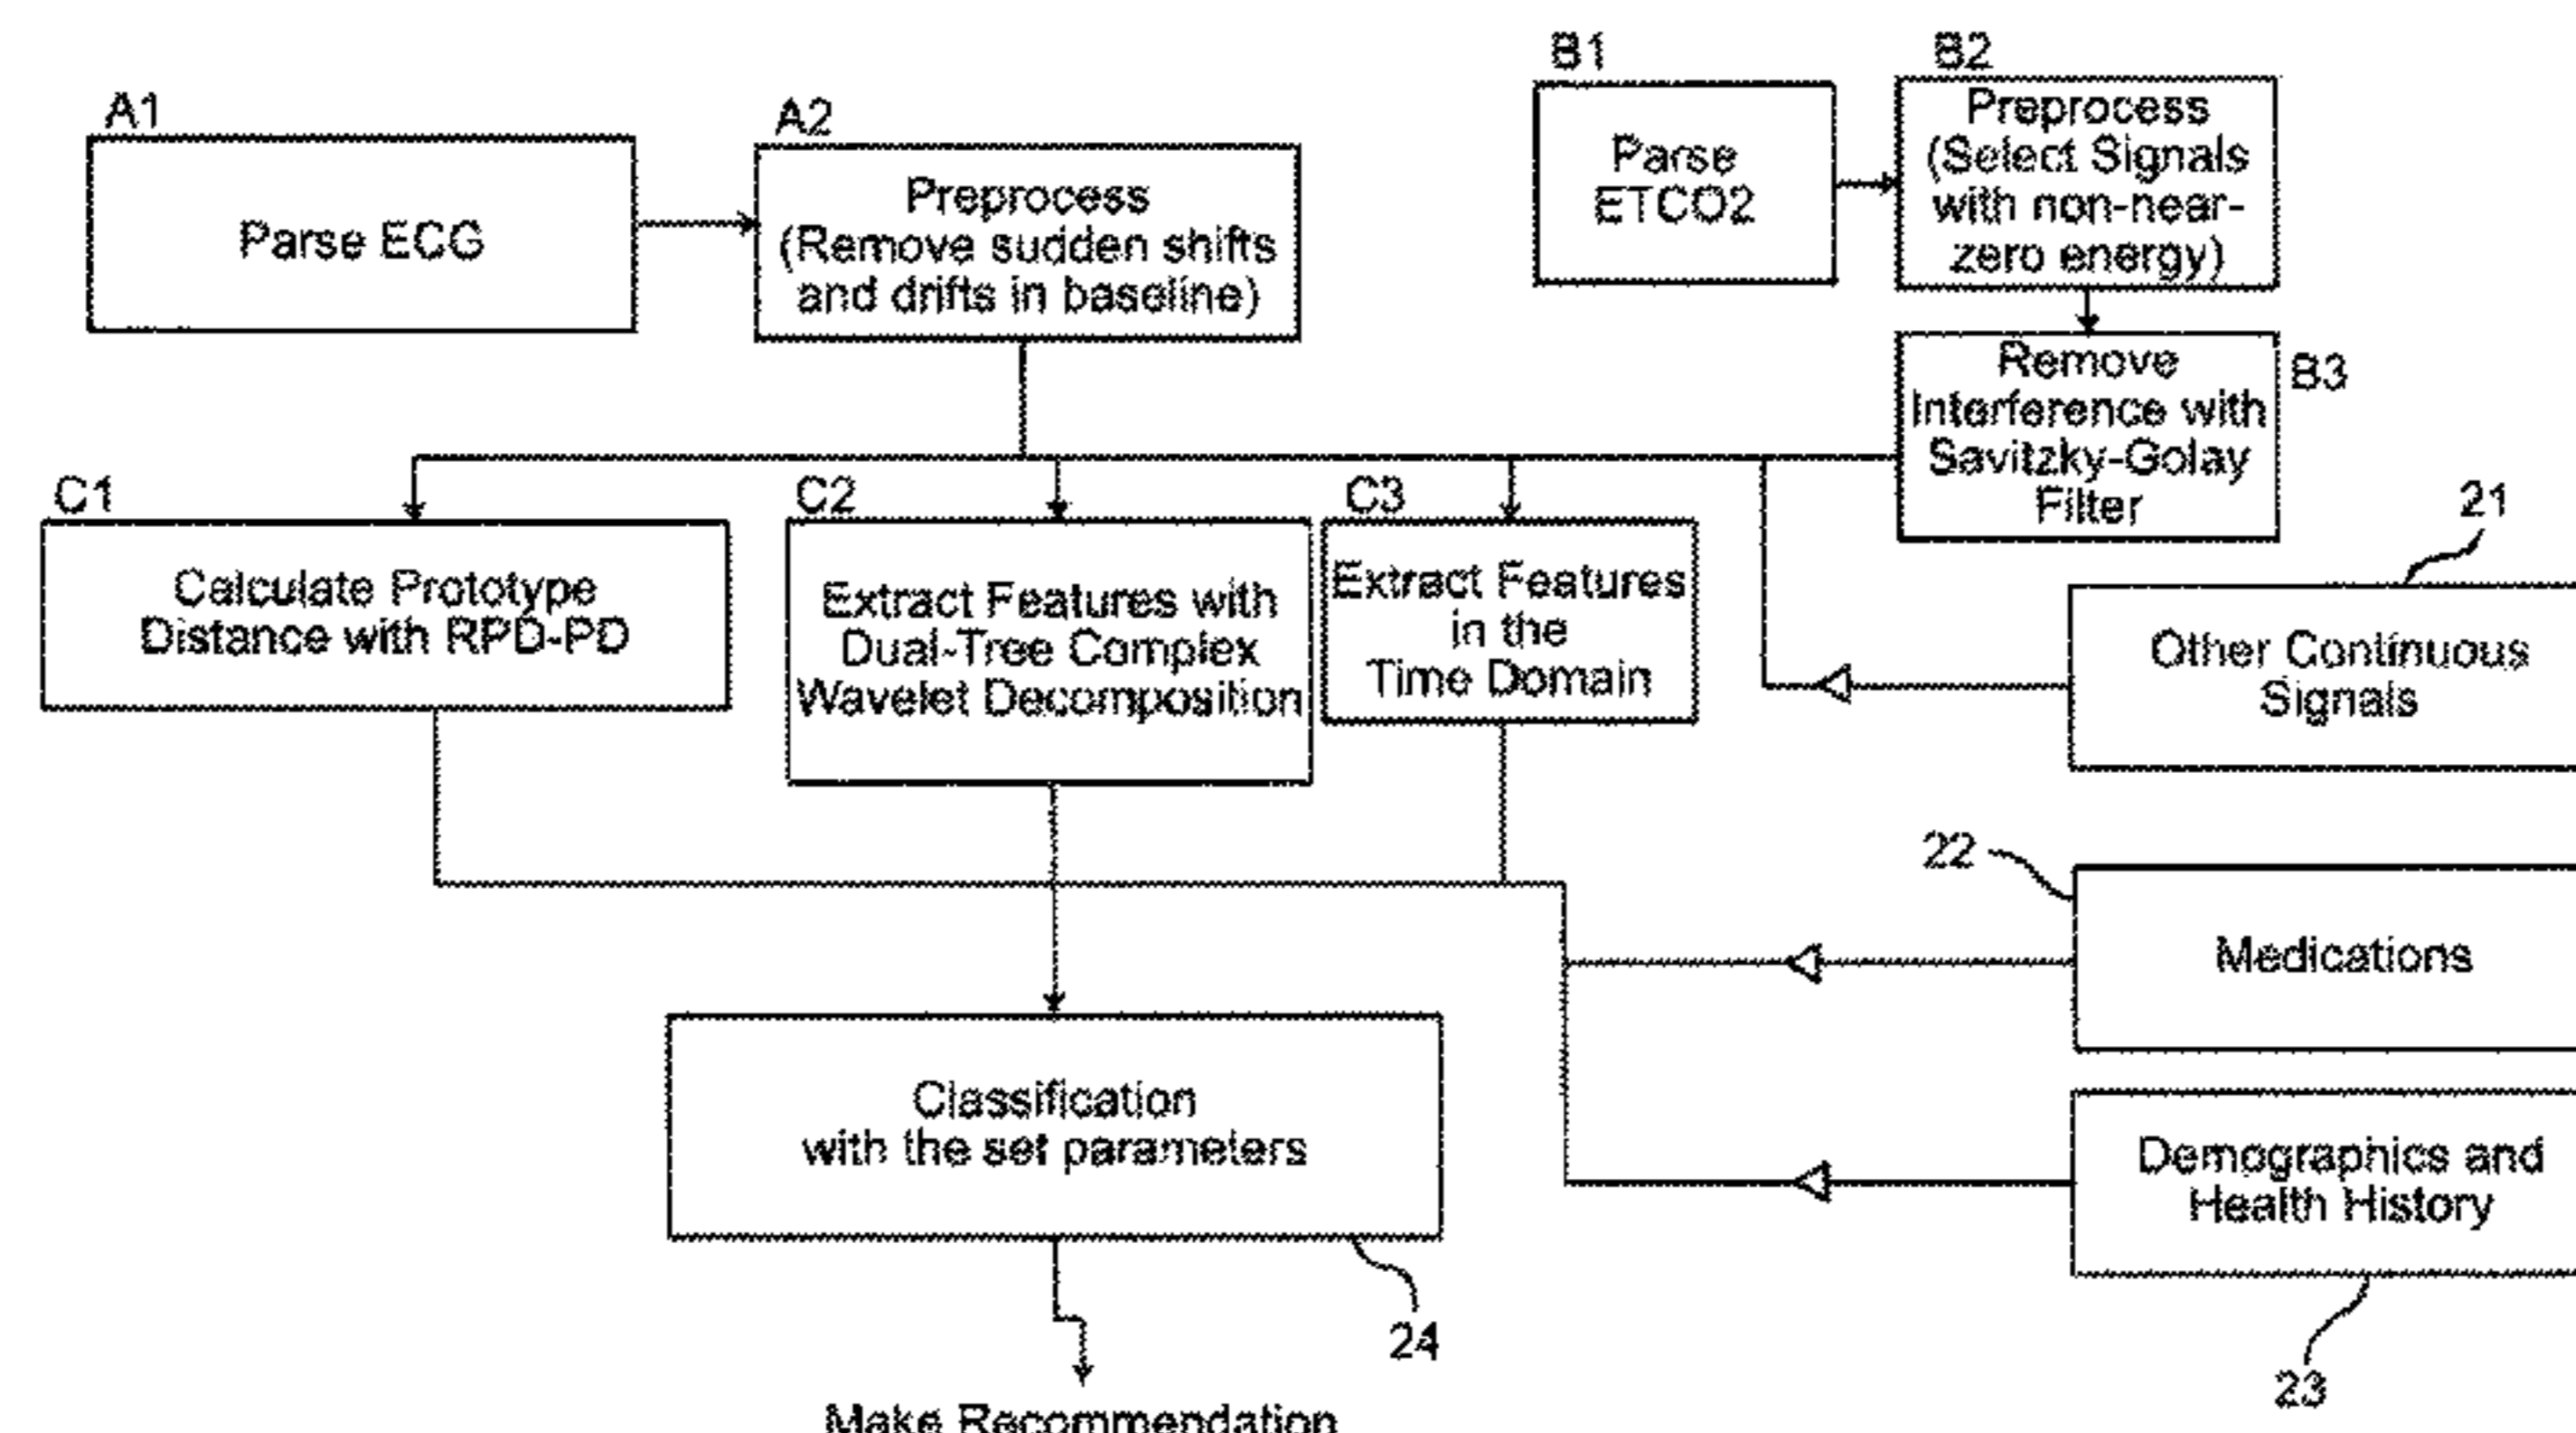 A1
Parse ECG
A2
Preprocess
(Remove sudden shifts
and drifts in baseline)
B1
Parse
ETCO2
B2
Preprocess
(Select Signals
with non-near-
zero energy)
Remove
Interference with
Savitzky-Golay
Filter
B3
C1
Calculate Prototype
Distance with RPD-PD
C2
Extract Features with
Dual-Tree Complex
Wavelet Decomposition
C3
Extract Features
in the
Time Domain
21
Other Continuous
Signals
22
Medications
Demographics and
Health History
23
Classification
with the set parameters
24
Make Recommendation